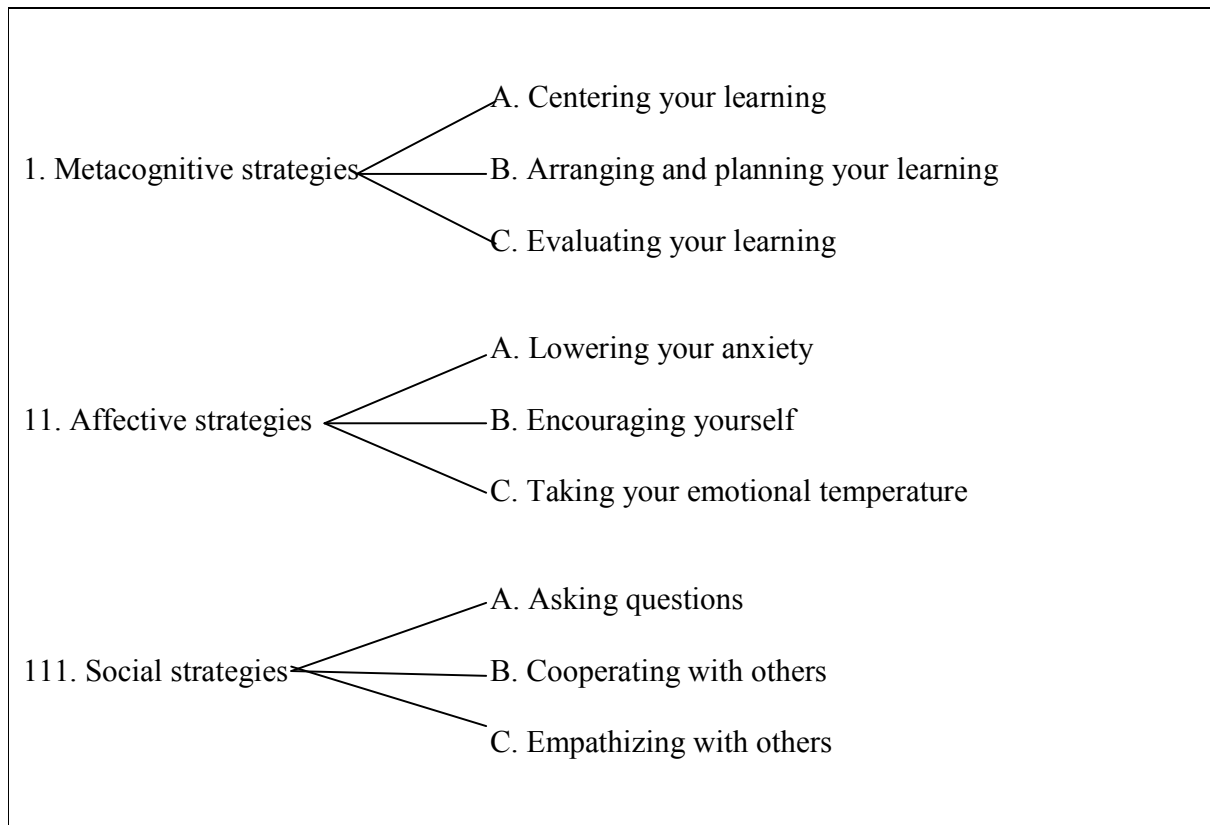 A. Centering your learning
1. Metacognitive strategies
B. Arranging and planning your learning
C. Evaluating your learning
A. Lowering your anxiety
11. Affective strategies
B. Encouraging yourself
C. Taking your emotional temperature
A. Asking questions
111. Social strategies
B. Cooperating with others
C. Empathizing with others